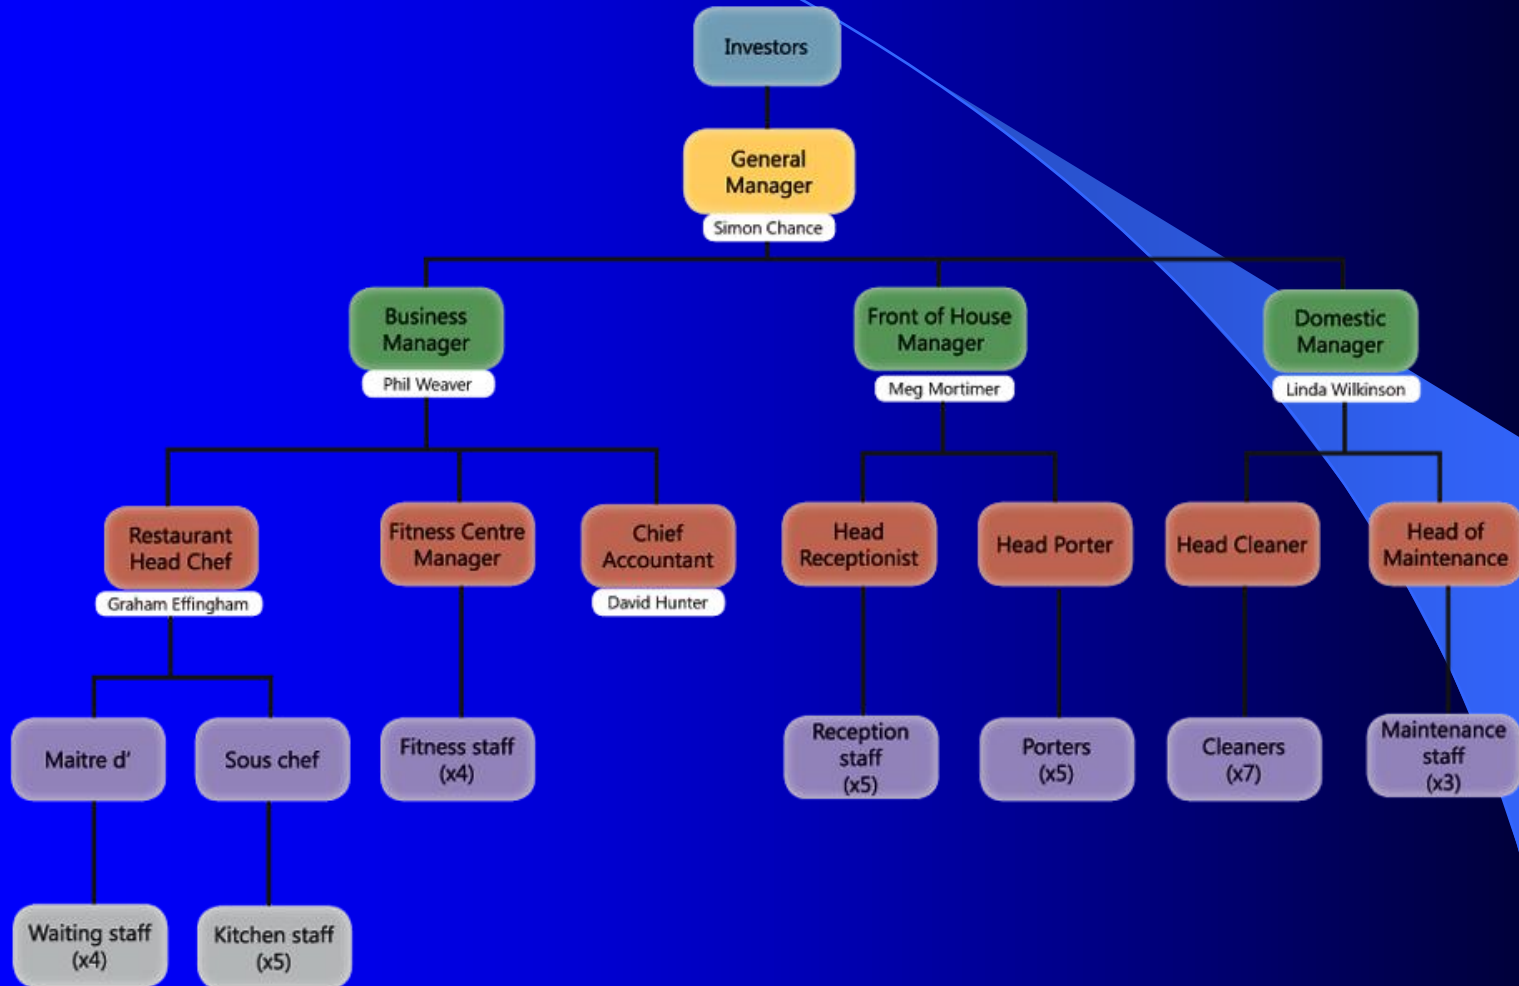 Investors
General
Manager
Simon Chance
Business
Manager
Phil Weaver
Front of House
Manager
Meg Mortimer
Domestic
Manager
Linda Wilkinson
Restaurant
Head Chef
Graham Effingham
Fitness Centre
Manager
Chief
Accountant
David Hunter
Head
Receptionist
Head Porter
Head Cleaner
Head of
Maintenance
Maitre d'
Sous chef
Fitness staff
(x4)
Reception
staff
(x5)
Porters
(x5)
Cleaners
(x7)
Maintenance
staff
(x3)
Waiting staff
(x4)
Kitchen staff
(x5)